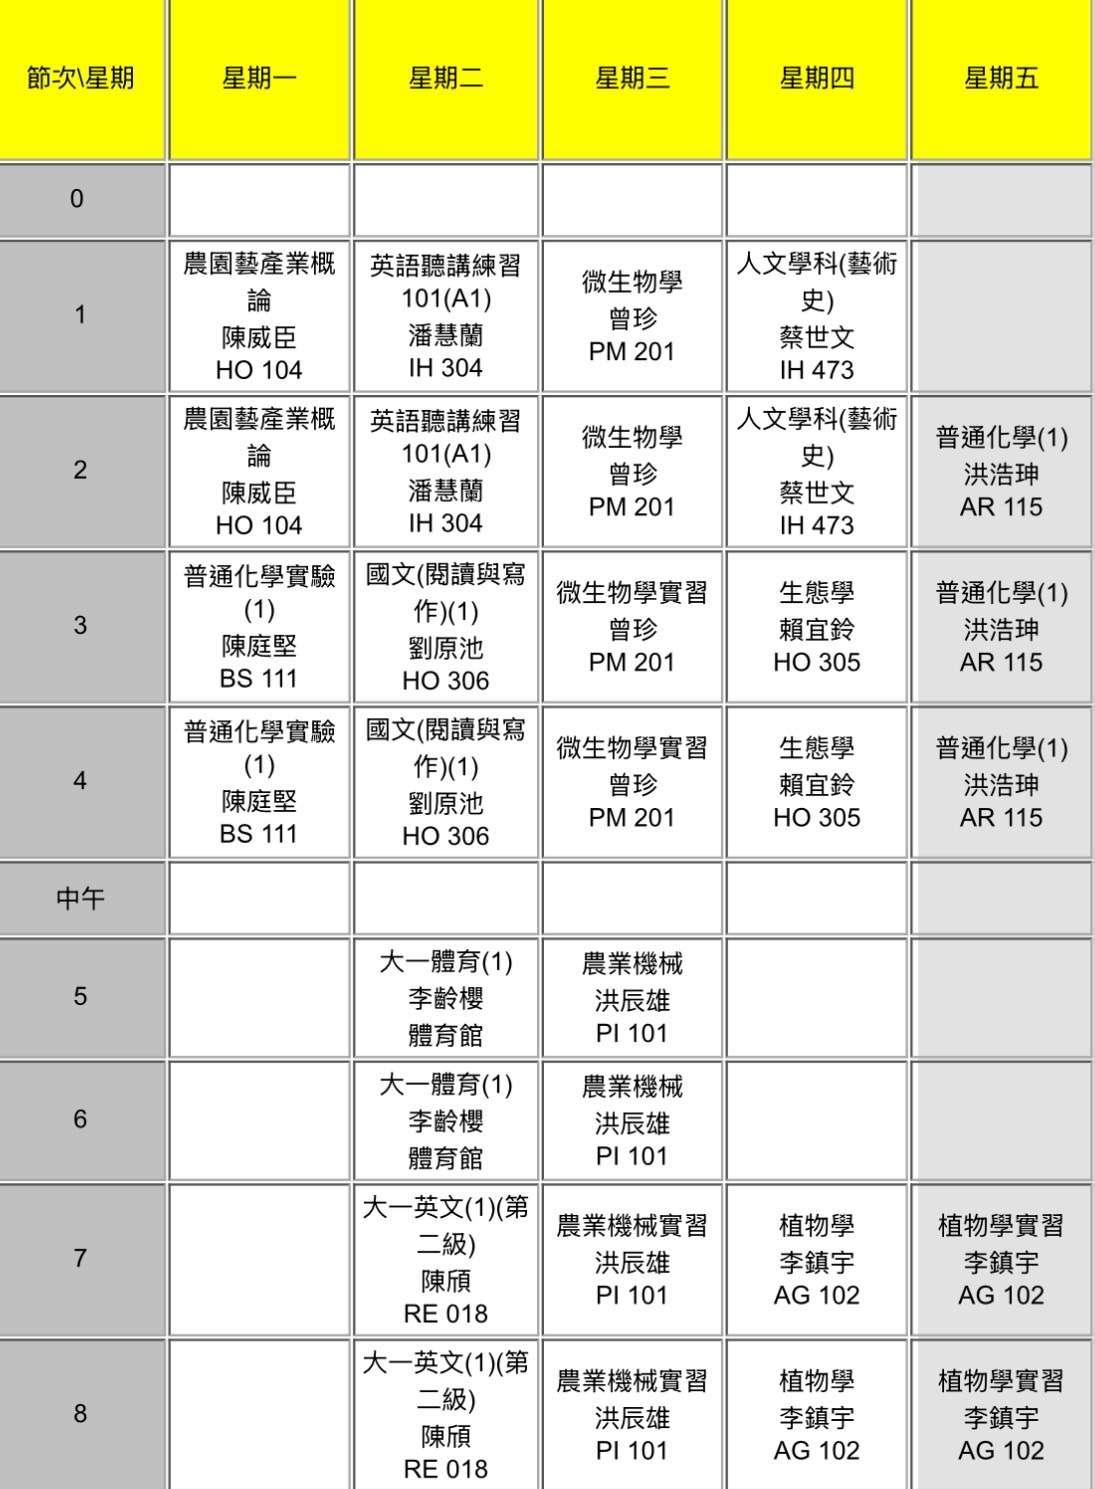 節次\星期 星期一 星期二 星期三 星期四 星期五
0
1
農園藝產業概
論
陳威臣
HO 104
英語聽講練習
101(A1)
潘慧蘭
IH 304
微生物學
曾珍
PM 201
人文學科(藝術
史)
蔡世文
IH 473
2
農園藝產業概
論
陳威臣
HO 104
英語聽講練習
101(A1)
潘慧蘭
IH 304
微生物學
曾珍
PM 201
人文學科(藝術
史)
蔡世文
IH 473
普通化學(1)
洪浩珅
AR 115
3
普通化學實驗
(1)
陳庭堅
BS 111
國文(閱讀與寫
作)(1)
劉原池
HO 306
微生物學實習
曾珍
PM 201
生態學
賴宜鈴
HO 305
普通化學(1)
洪浩珅
AR 115
4
普通化學實驗
(1)
陳庭堅
BS 111
國文(閱讀與寫
作)(1)
劉原池
HO 306
微生物學實習
曾珍
PM 201
生態學
賴宜鈴
HO 305
普通化學(1)
洪浩珅
AR 115
中午
5
大一體育(1)
李齡櫻
體育館
農業機械
洪辰雄
PI 101
6
大一體育(1)
李齡櫻
體育館
農業機械
洪辰雄
PI 101
7
大一英文(1)(第
二級)
陳頎
RE 018
農業機械實習
洪辰雄
PI 101
植物學
李鎮宇
AG 102
植物學實習
李鎮宇
AG 102
8
大一英文(1)(第
二級)
陳頎
RE 018
農業機械實習
洪辰雄
PI 101
植物學
李鎮宇
AG 102
植物學實習
李鎮宇
AG 102